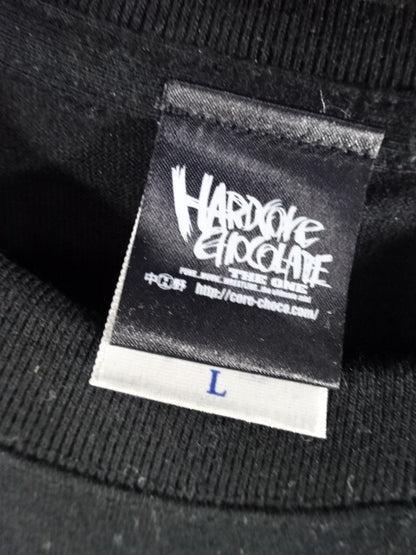 HARDCORE
CHOCOLATE
THE ONE
http://core-choco.com/
L